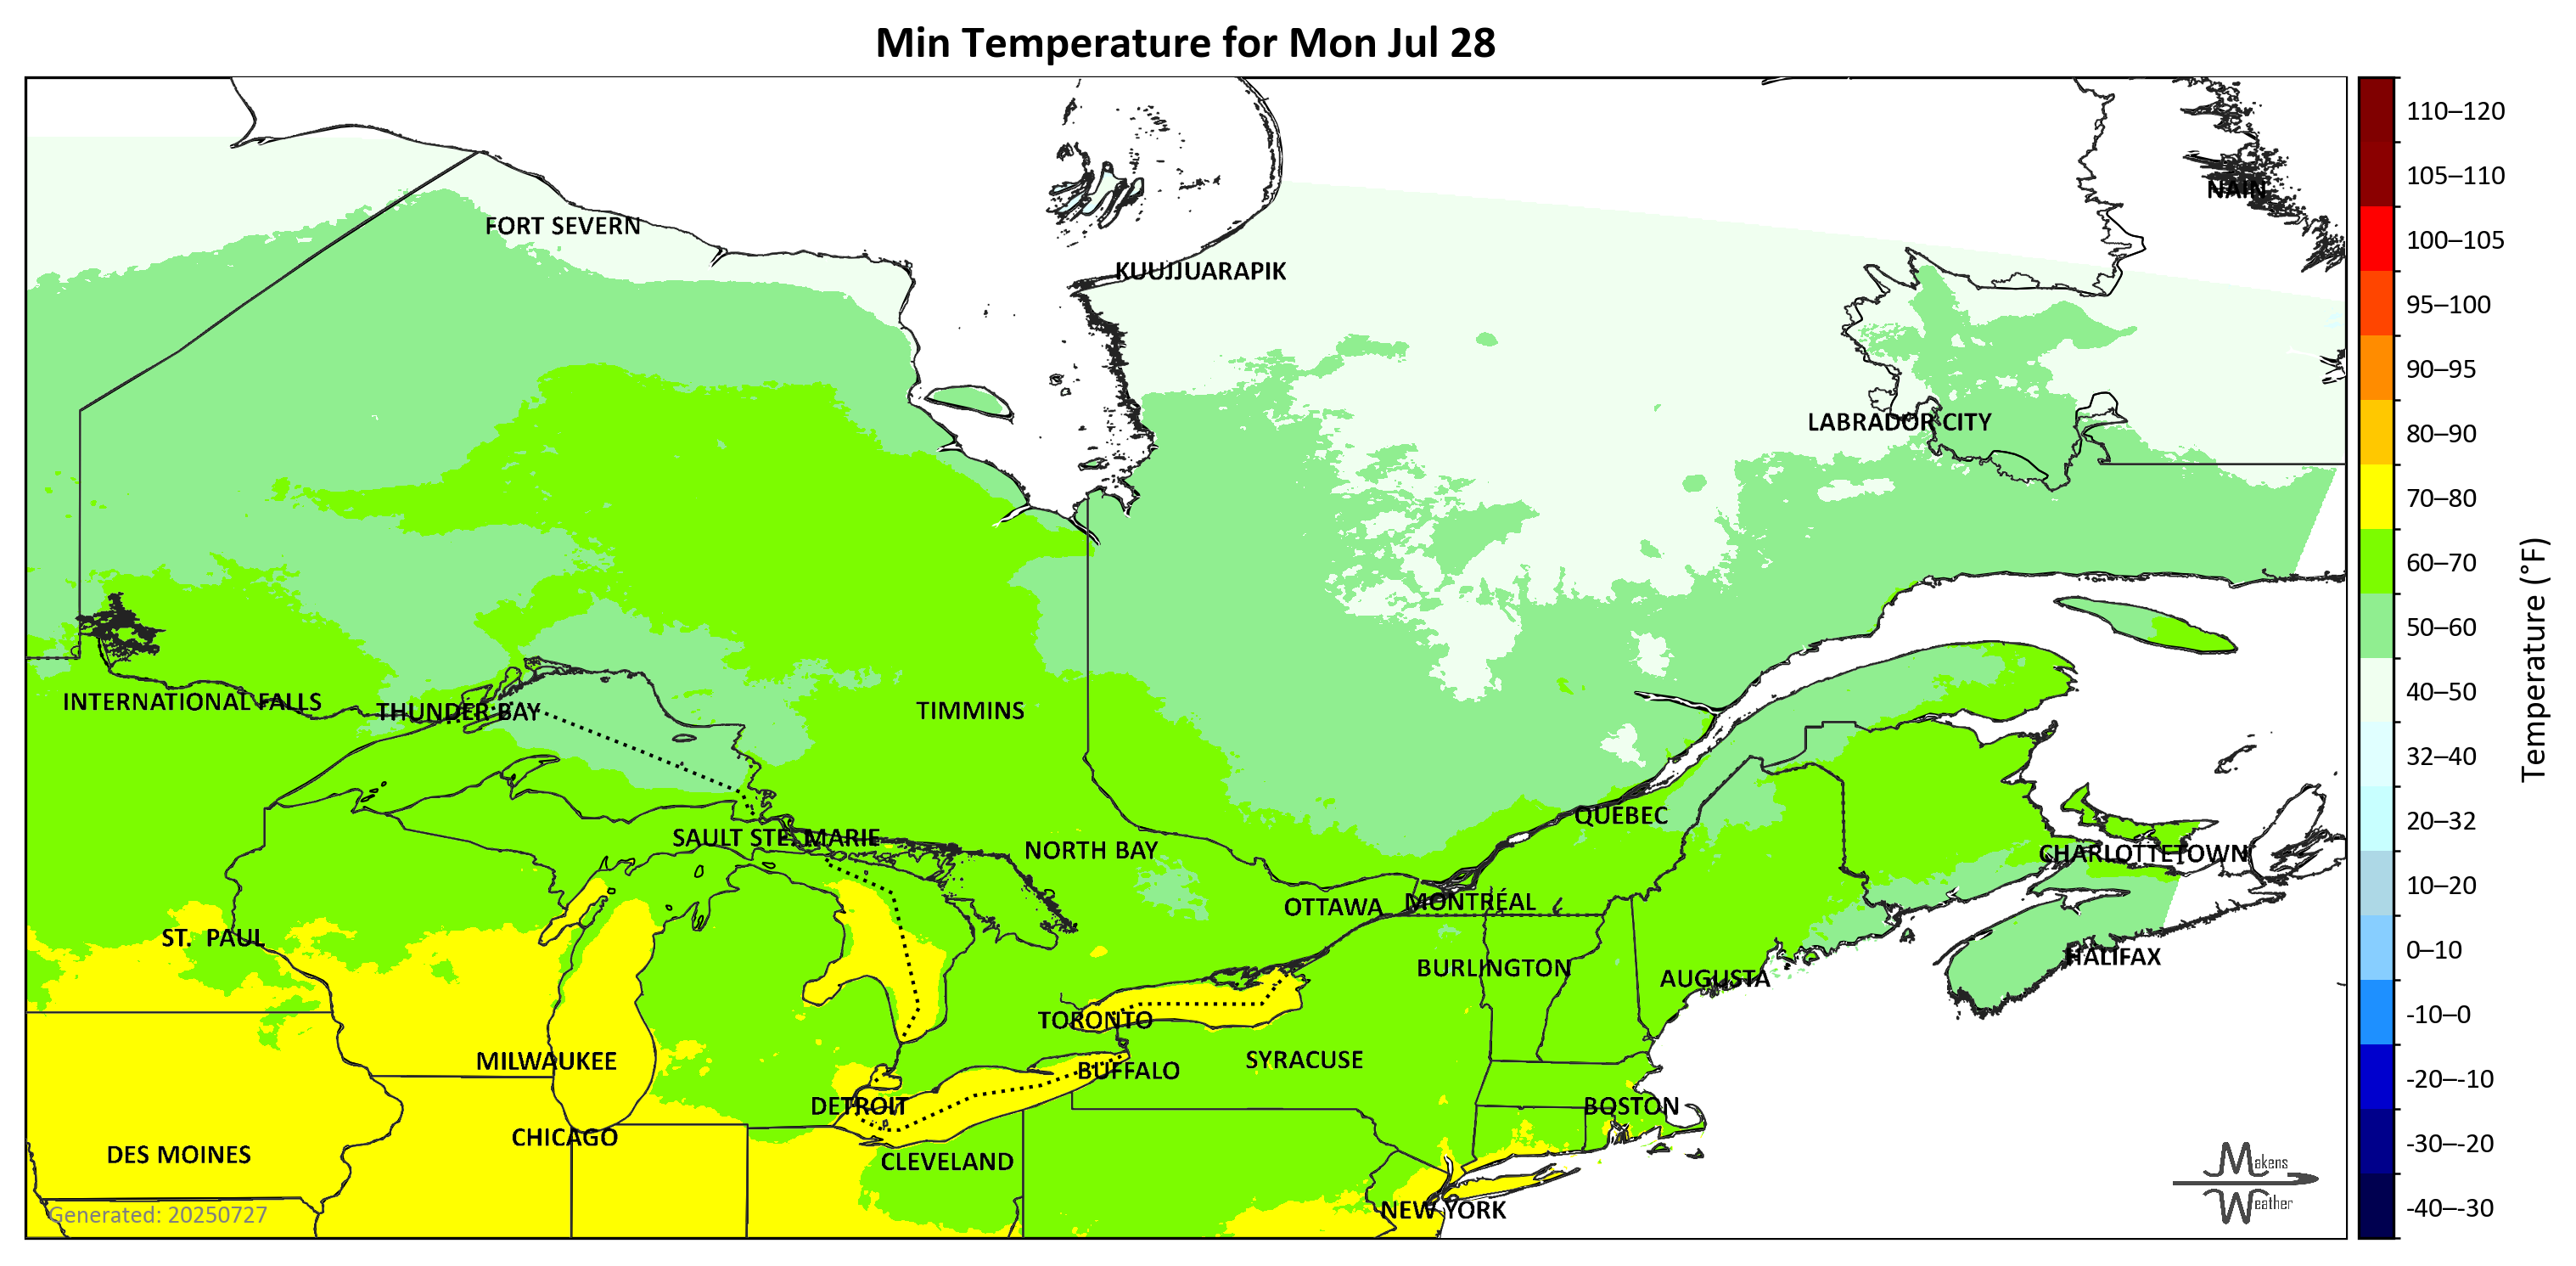 Min Temperature for Mon Jul 28
NAIN
FORT SEVERN
KUUJJUARAPIK
LABRADOR CITY
INTERNATIONAL FALLS
THUNDER BAY
TIMMINS
QUEBEC
SAULT STE. MARIE
NORTH BAY
CHARLOTTETOWN
OTTAWA
MONTRÉAL
ST. PAUL
HALIFAX
BURLINGTON
AUGUSTA
TORONTO
MILWAUKEE
SYRACUSE
BUFFALO
DETROIT
BOSTON
CHICAGO
DES MOINES
CLEVELAND
NEW YORK
Generated: 20250727
Makens
Weather
110–120
105–110
100–105
95–100
90–95
80–90
70–80
60–70
50–60
40–50
32–40
20–32
10–20
0–10
-10–0
-20–-10
-30–-20
-40–-30
Temperature (°F)